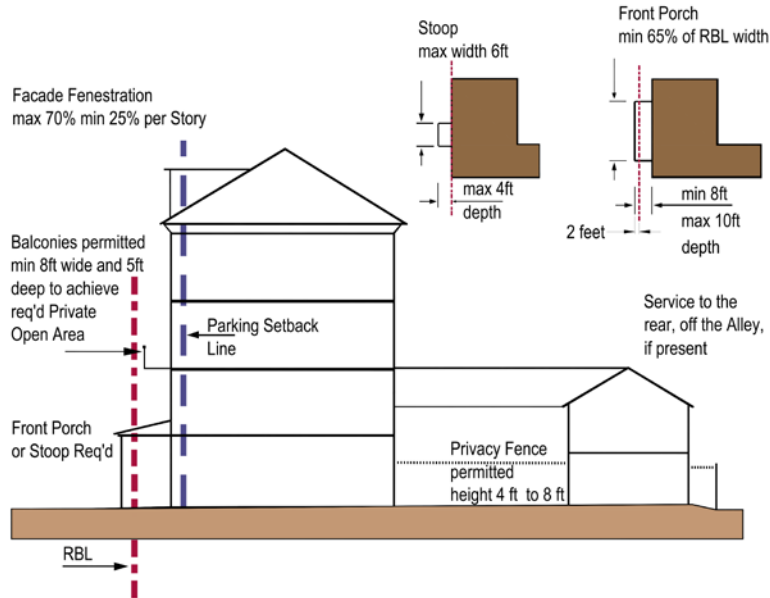 Stoop
max width 6ft
Front Porch
min 65% of RBL width
Facade Fenestration
max 70% min 25% per Story
max 4ft
depth
min 8ft
max 10ft
depth
2 feet
Balconies permitted
min 8ft wide and 5ft
deep to achieve
req'd Private
Open Area
Parking Setback
Line
Service to the
rear, off the Alley,
if present
Front Porch
or Stoop Req'd
Privacy Fence
permitted
height 4 ft to 8 ft
RBL